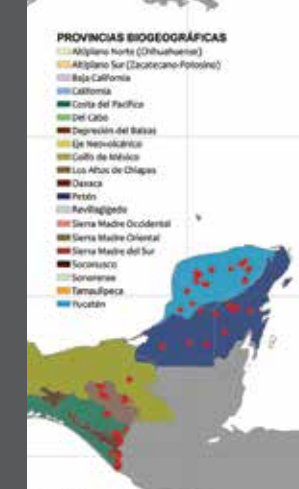 PROVINCIAS BIOGEOGRÁFICAS
Altiplano Norte (Chihuahuense)
Altiplano Sur (Zacatecano-Potosino)
Baja California
California
Costa del Pacífico
Del Cabo
Depresión del Balsas
Eje Neovolcánico
Golfo de México
Los Altos de Chiapas
Oaxaca
Petén
Revillagigedo
Sierra Madre Occidental
Sierra Madre Oriental
Sierra Madre del Sur
Soconusco
Sonorense
Tamaulipeca
Yucatán